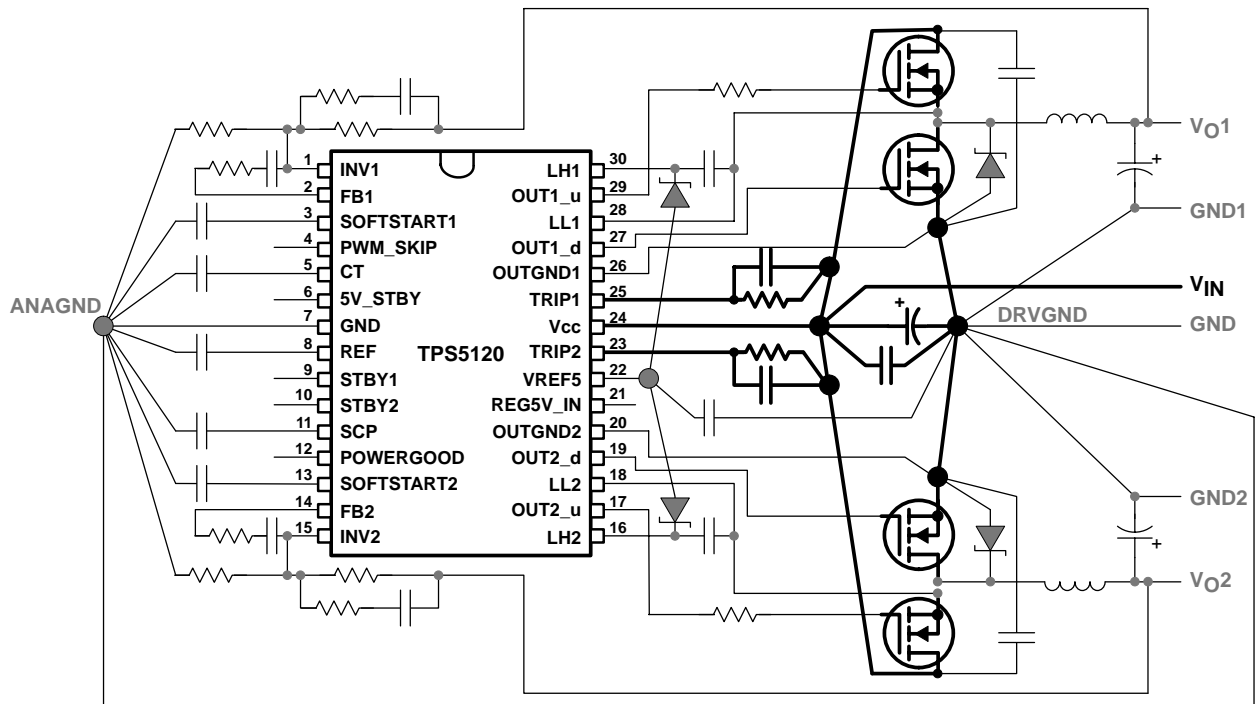 1 INV1
2 FB1
3 SOFTSTART1
4 PWM_SKIP
5 CT
6 5V_STBY
7 GND
8 REF
9 STBY1
10 STBY2
11 SCP
12 POWERGOOD
13 SOFTSTART2
14 FB2
15 INV2
ANAGND
TPS5120
LH1 30
OUT1_u 29
LL1 28
OUT1_d 27
OUTGND1 26
TRIP1 25
Vcc 24
TRIP2 23
VREF5 22
REG5V_IN 21
OUTGND2 20
OUT2_d 19
LL2 18
OUT2_u 17
LH2 16
+
DRVGND
VO1
+
GND1
VIN
GND
GND2
+
VO2